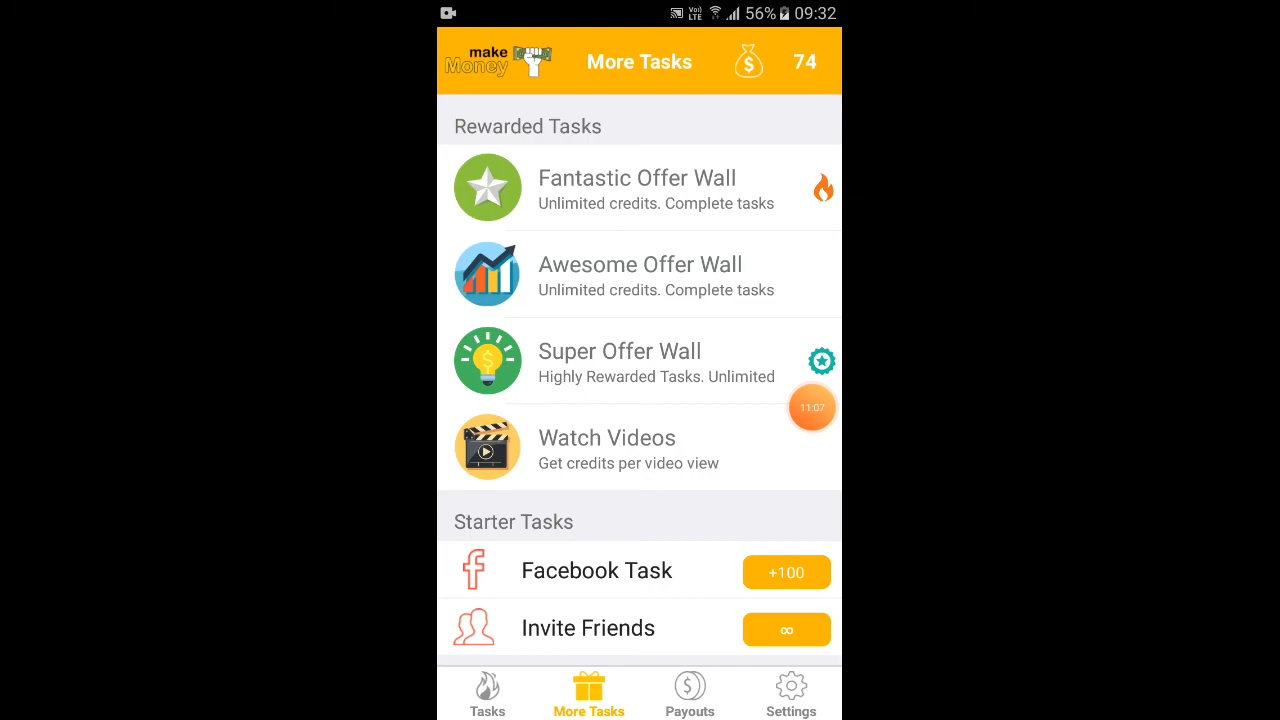 Vo)) LTE 56% 09:32
make Money More Tasks $ 74
Rewarded Tasks
Fantastic Offer Wall
Unlimited credits. Complete tasks
Awesome Offer Wall
Unlimited credits. Complete tasks
Super Offer Wall
$
Highly Rewarded Tasks. Unlimited
11:07
Watch Videos
Get credits per video view
Starter Tasks
Facebook Task +100
Invite Friends ∞
$
Tasks More Tasks Payouts Settings